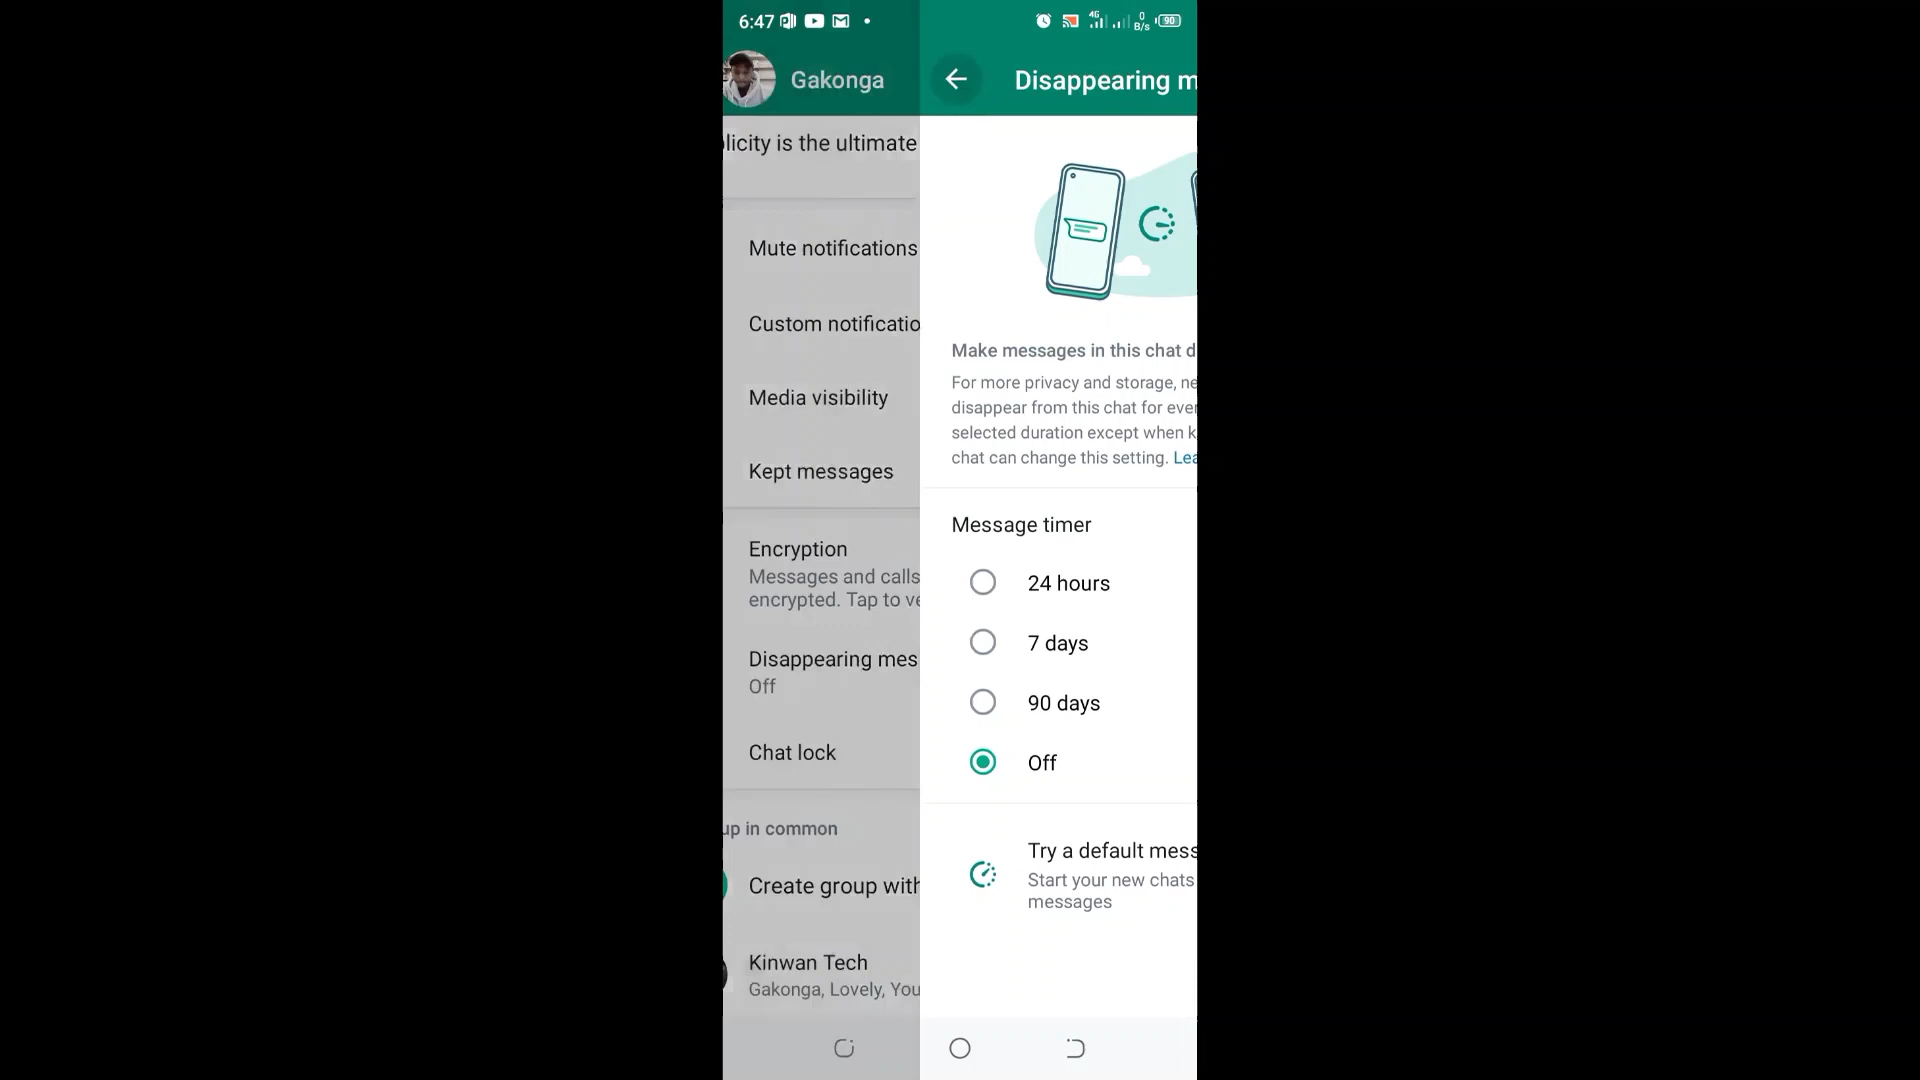 6:47
4G
0
B/s
90
Gakonga
licity is the ultimate
Mute notifications
Custom notificatio
Media visibility
Kept messages
Encryption
Messages and calls
encrypted. Tap to ve
Disappearing mes
Off
Chat lock
up in common
Create group with
Kinwan Tech
Gakonga, Lovely, You
Disappearing m
Make messages in this chat d
For more privacy and storage, ne
disappear from this chat for ever
selected duration except when k
chat can change this setting. Lea
Message timer
24 hours
7 days
90 days
Off
Try a default mess
Start your new chats
messages